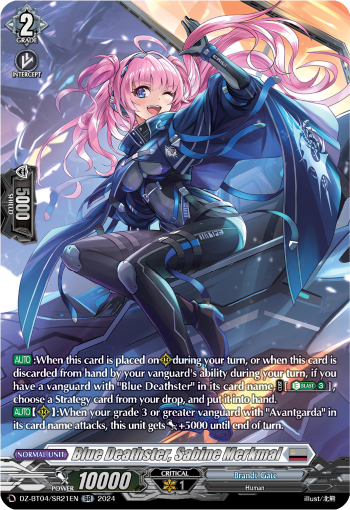 2
GRADE
INTERCEPT
5000
SHIELD
AUTO :When this card is placed on R during your turn, or when this card is
discarded from hand by your vanguard's ability during your turn, if you
have a vanguard with "Blue Deathster" in its card name, [ BLAST 3 ],
choose a Strategy card from your drop, and put it into hand.
AUTO [ R ]:When your grade 3 or greater vanguard with "Avantgarda" in
its card name attacks, this unit gets +5000 until end of turn.
NORMAL UNIT
Blue Deathster, Sabine Merkmal
POWER
10000
CRITICAL
1
Brandt Gate
Human
D DZ-BT04/SR21EN SR 2024
illust/北熊